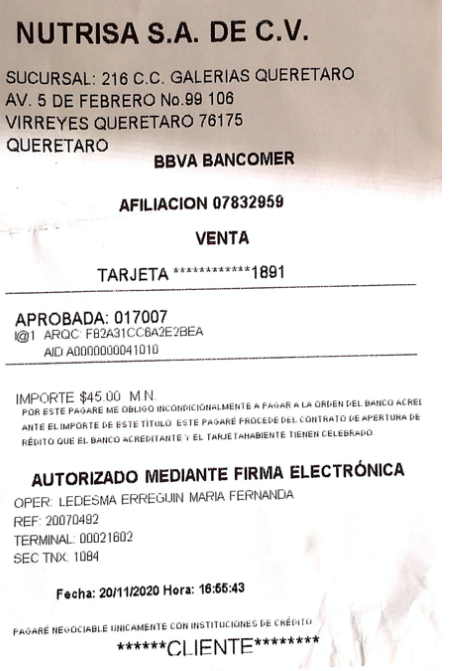 NUTRISA S.A. DE C.V.
SUCURSAL: 216 C.C. GALERIAS QUERETARO
AV. 5 DE FEBRERO No.99 106
VIRREYES QUERETARO 76175
QUERETARO
BBVA BANCOMER
AFILIACION 07832959
VENTA
TARJETA ************1891
APROBADA: 017007
I@1 ARQC: F82A31CC6A2E2BEA
AID A0000000041010
IMPORTE $45.00 M.N.
POR ESTE PAGARE ME OBLIGO INCONDICIONALMENTE A PAGAR A LA ORDEN DEL BANCO ACRE
ANTE EL IMPORTE DE ESTE TÍTULO. ESTE PAGARÉ PROCEDE DEL CONTRATO DE APERTURA DE
RÉDITO QUE EL BANCO ACREDITANTE Y EL TARJETAHABIENTE TIENEN CELEBRADO
AUTORIZADO MEDIANTE FIRMA ELECTRÓNICA
OPER: LEDESMA ERREGUIN MARIA FERNANDA
REF: 20070492
TERMINAL: 00021602
SEC TNX: 1084
Fecha: 20/11/2020 Hora: 16:55:43
PAGARÉ NEGOCIABLE UNICAMENTE CON INSTITUCIONES DE CRÉDITO
******CLIENTE********